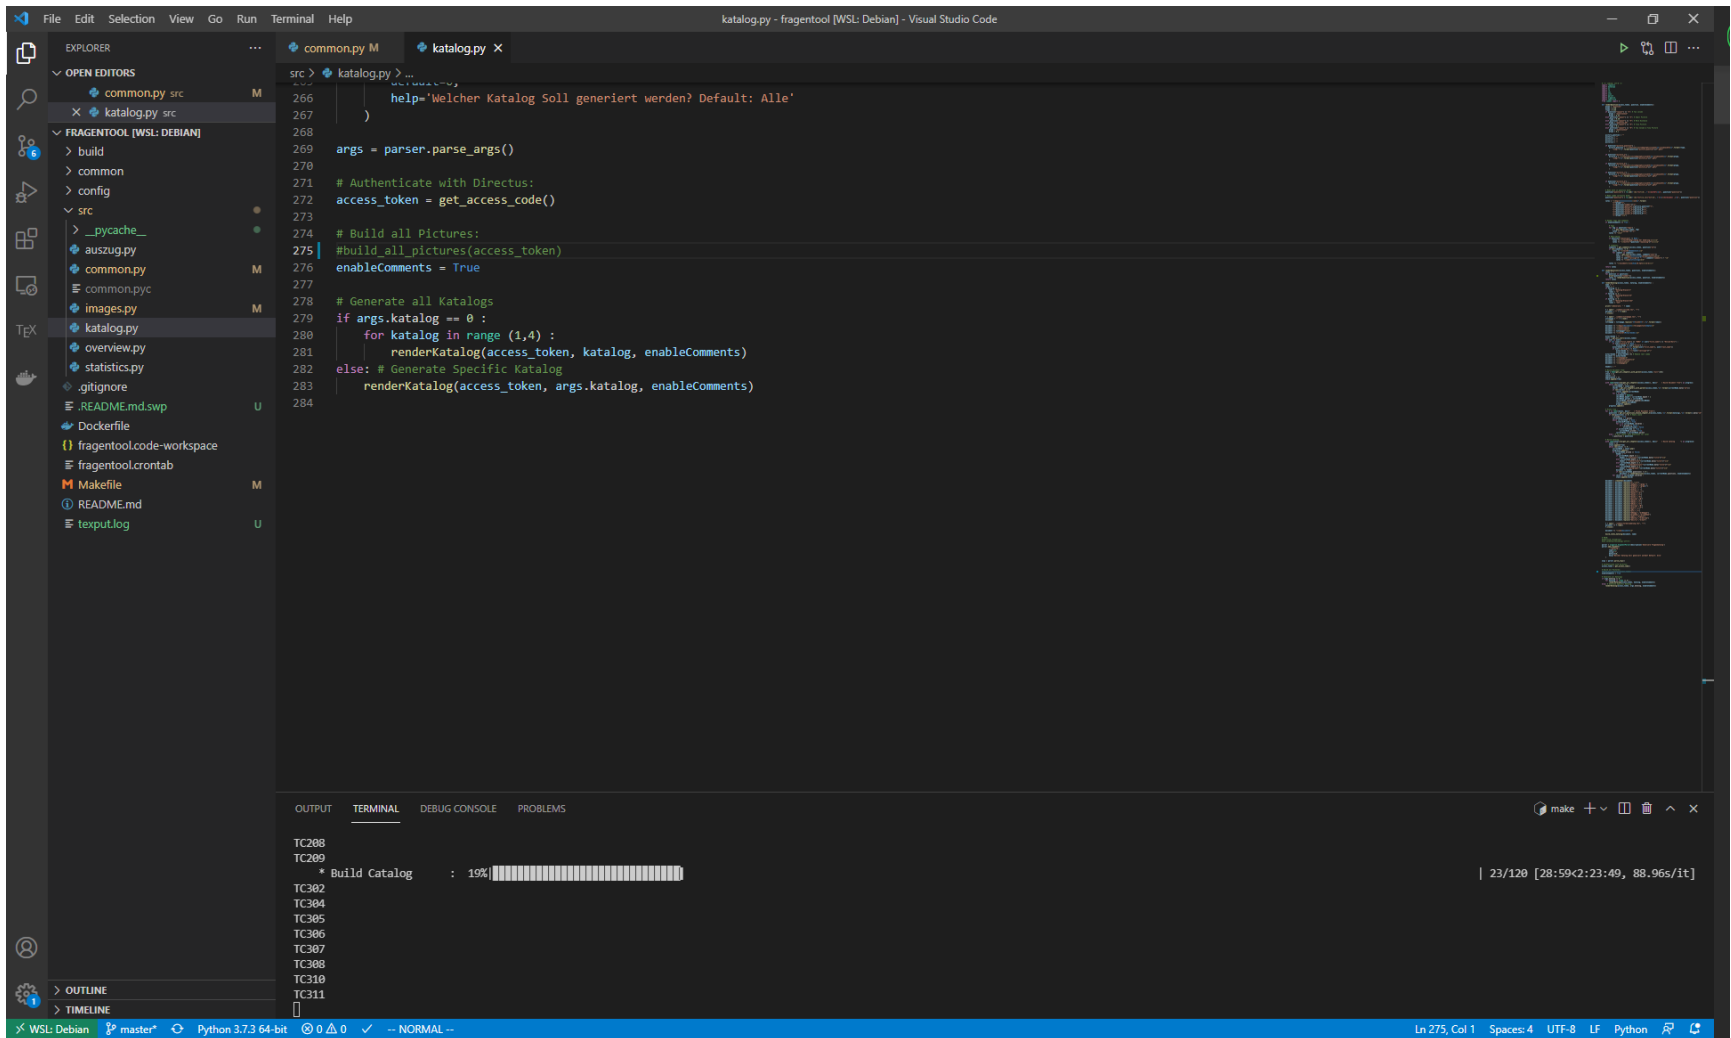 File Edit Selection View Go Run Terminal Help
katalog.py - fragentool [WSL: Debian] - Visual Studio Code
EXPLORER
OPEN EDITORS
common.py src M
katalog.py src
FRAGENTOOL [WSL: DEBIAN]
build
common
config
src
__pycache__
auszug.py
common.py M
common.pyc
images.py M
katalog.py
overview.py
statistics.py
.gitignore
.README.md.swp U
Dockerfile
fragentool.code-workspace
fragentool.crontab
Makefile M
README.md
texput.log U
OUTLINE
TIMELINE
common.py M katalog.py
src > katalog.py > ...
266 help='Welcher Katalog Soll generiert werden? Default: Alle'
267 )
268
269 args = parser.parse_args()
270
271 # Authenticate with Directus:
272 access_token = get_access_code()
273
274 # Build all Pictures:
275 #build_all_pictures(access_token)
276 enableComments = True
277
278 # Generate all Katalogs
279 if args.katalog == 0 :
280 for katalog in range (1,4) :
281 renderKatalog(access_token, katalog, enableComments)
282 else: # Generate Specific Katalog
283 renderKatalog(access_token, args.katalog, enableComments)
284
OUTPUT TERMINAL DEBUG CONSOLE PROBLEMS
make
TC208
TC209
* Build Catalog : 19%| | 23/120 [28:59<2:23:49, 88.96s/it]
TC302
TC304
TC305
TC306
TC307
TC308
TC310
TC311
WSL: Debian master* Python 3.7.3 64-bit 0 0 -- NORMAL --
Ln 275, Col 1 Spaces: 4 UTF-8 LF Python